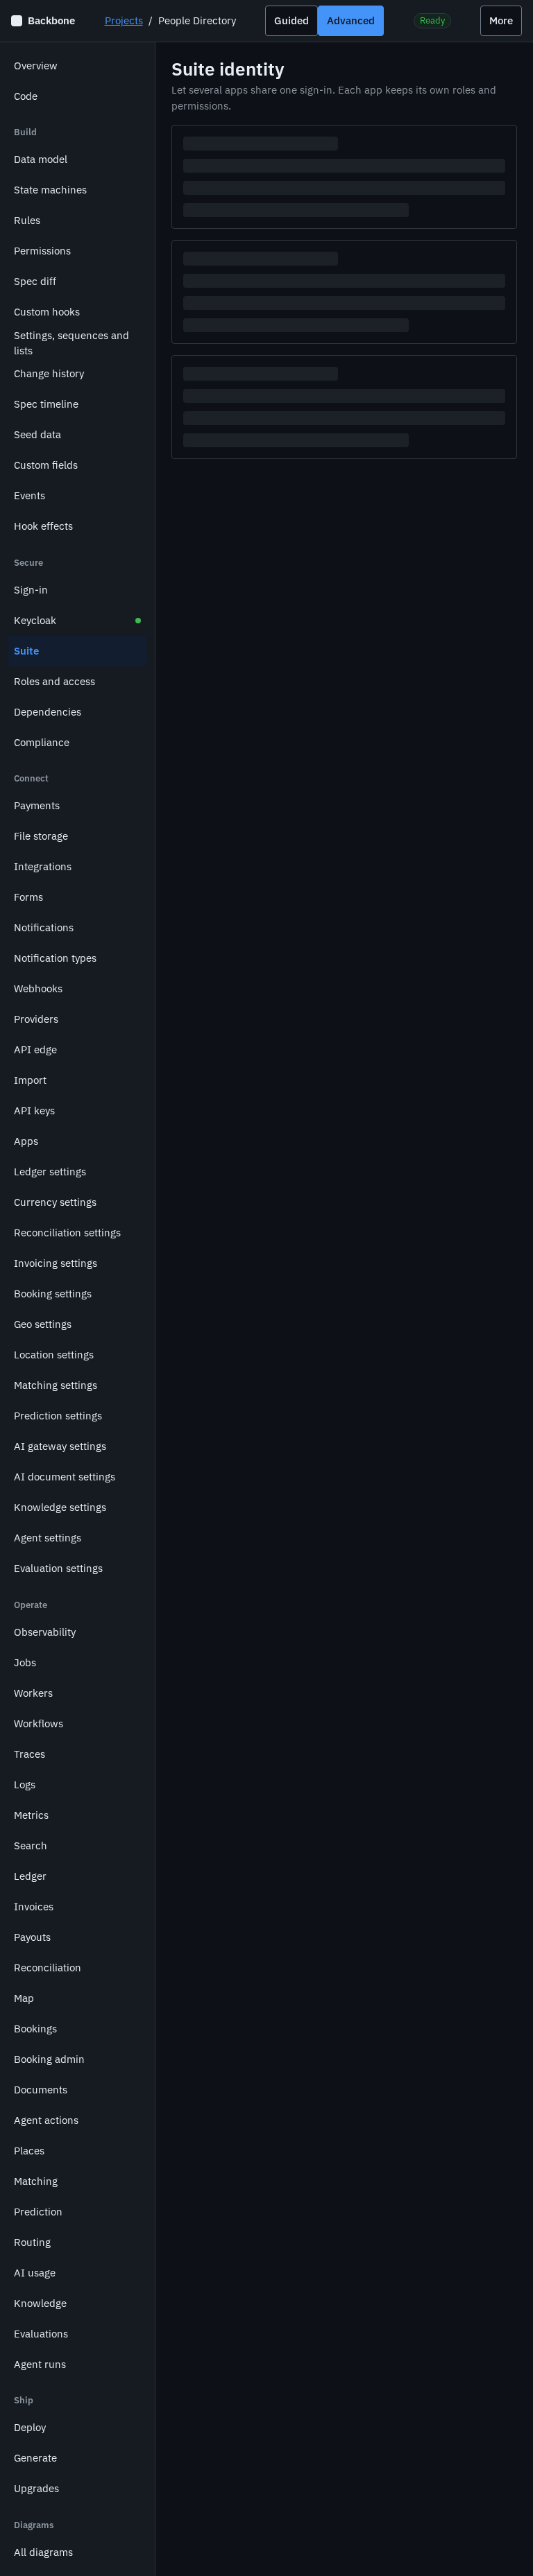 Backbone
Projects / People Directory
Guided
Advanced
Ready
More
Overview
Code
Build
Data model
State machines
Rules
Permissions
Spec diff
Custom hooks
Settings, sequences and
lists
Change history
Spec timeline
Seed data
Custom fields
Events
Hook effects
Secure
Sign-in
Keycloak
Suite
Roles and access
Dependencies
Compliance
Connect
Payments
File storage
Integrations
Forms
Notifications
Notification types
Webhooks
Providers
API edge
Import
API keys
Apps
Ledger settings
Currency settings
Reconciliation settings
Invoicing settings
Booking settings
Geo settings
Location settings
Matching settings
Prediction settings
AI gateway settings
AI document settings
Knowledge settings
Agent settings
Evaluation settings
Operate
Observability
Jobs
Workers
Workflows
Traces
Logs
Metrics
Search
Ledger
Invoices
Payouts
Reconciliation
Map
Bookings
Booking admin
Documents
Agent actions
Places
Matching
Prediction
Routing
AI usage
Knowledge
Evaluations
Agent runs
Ship
Deploy
Generate
Upgrades
Diagrams
All diagrams
Suite identity
Let several apps share one sign-in. Each app keeps its own roles and
permissions.